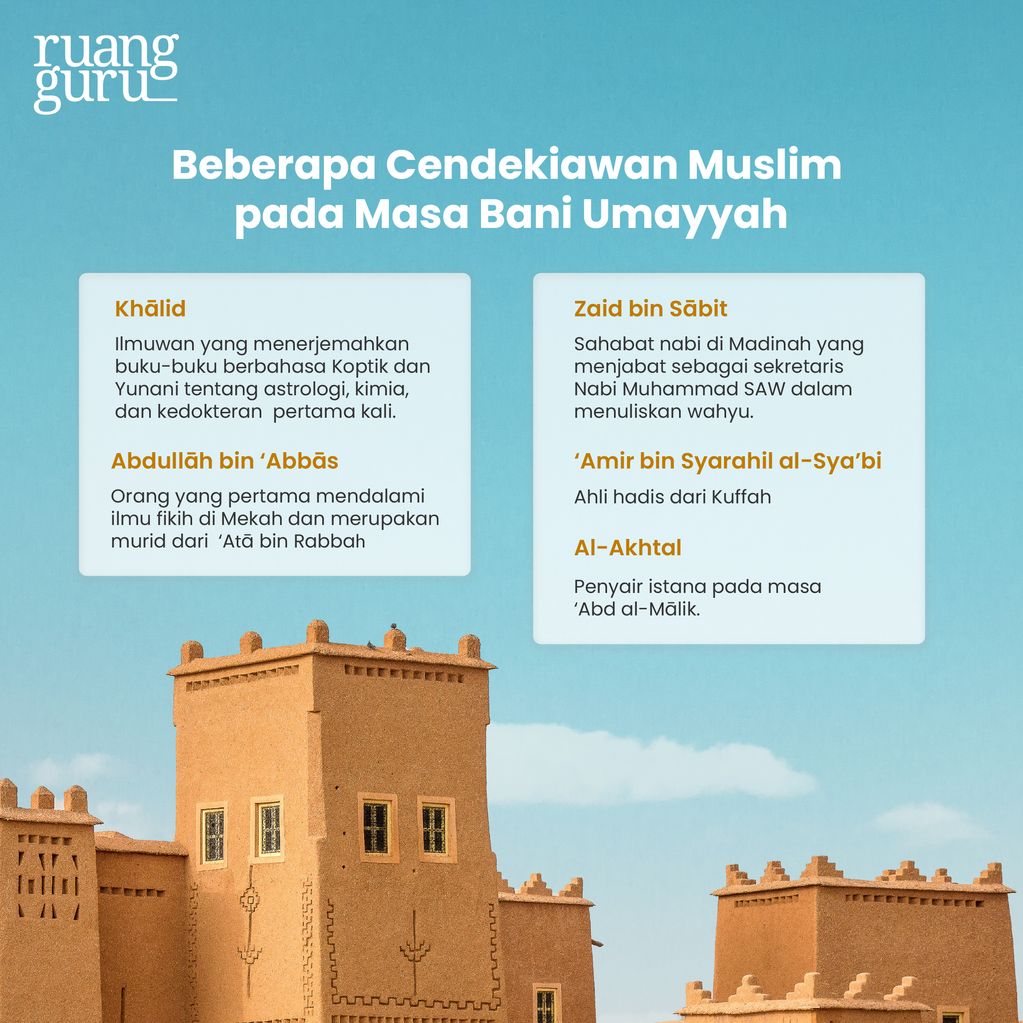 ruang
guru
Beberapa Cendekiawan Muslim
pada Masa Bani Umayyah
Khālid
Ilmuwan yang menerjemahkan
buku-buku berbahasa Koptik dan
Yunani tentang astrologi, kimia,
dan kedokteran  pertama kali.
Abdullāh bin ‘Abbās
Orang yang pertama mendalami
ilmu fikih di Mekah dan merupakan
murid dari  ‘Atā bin Rabbah
Zaid bin Sābit
Sahabat nabi di Madinah yang
menjabat sebagai sekretaris
Nabi Muhammad SAW dalam
menuliskan wahyu.
‘Amir bin Syarahil al-Sya’bi
Ahli hadis dari Kuffah
Al-Akhtal
Penyair istana pada masa
‘Abd al-Mālik.